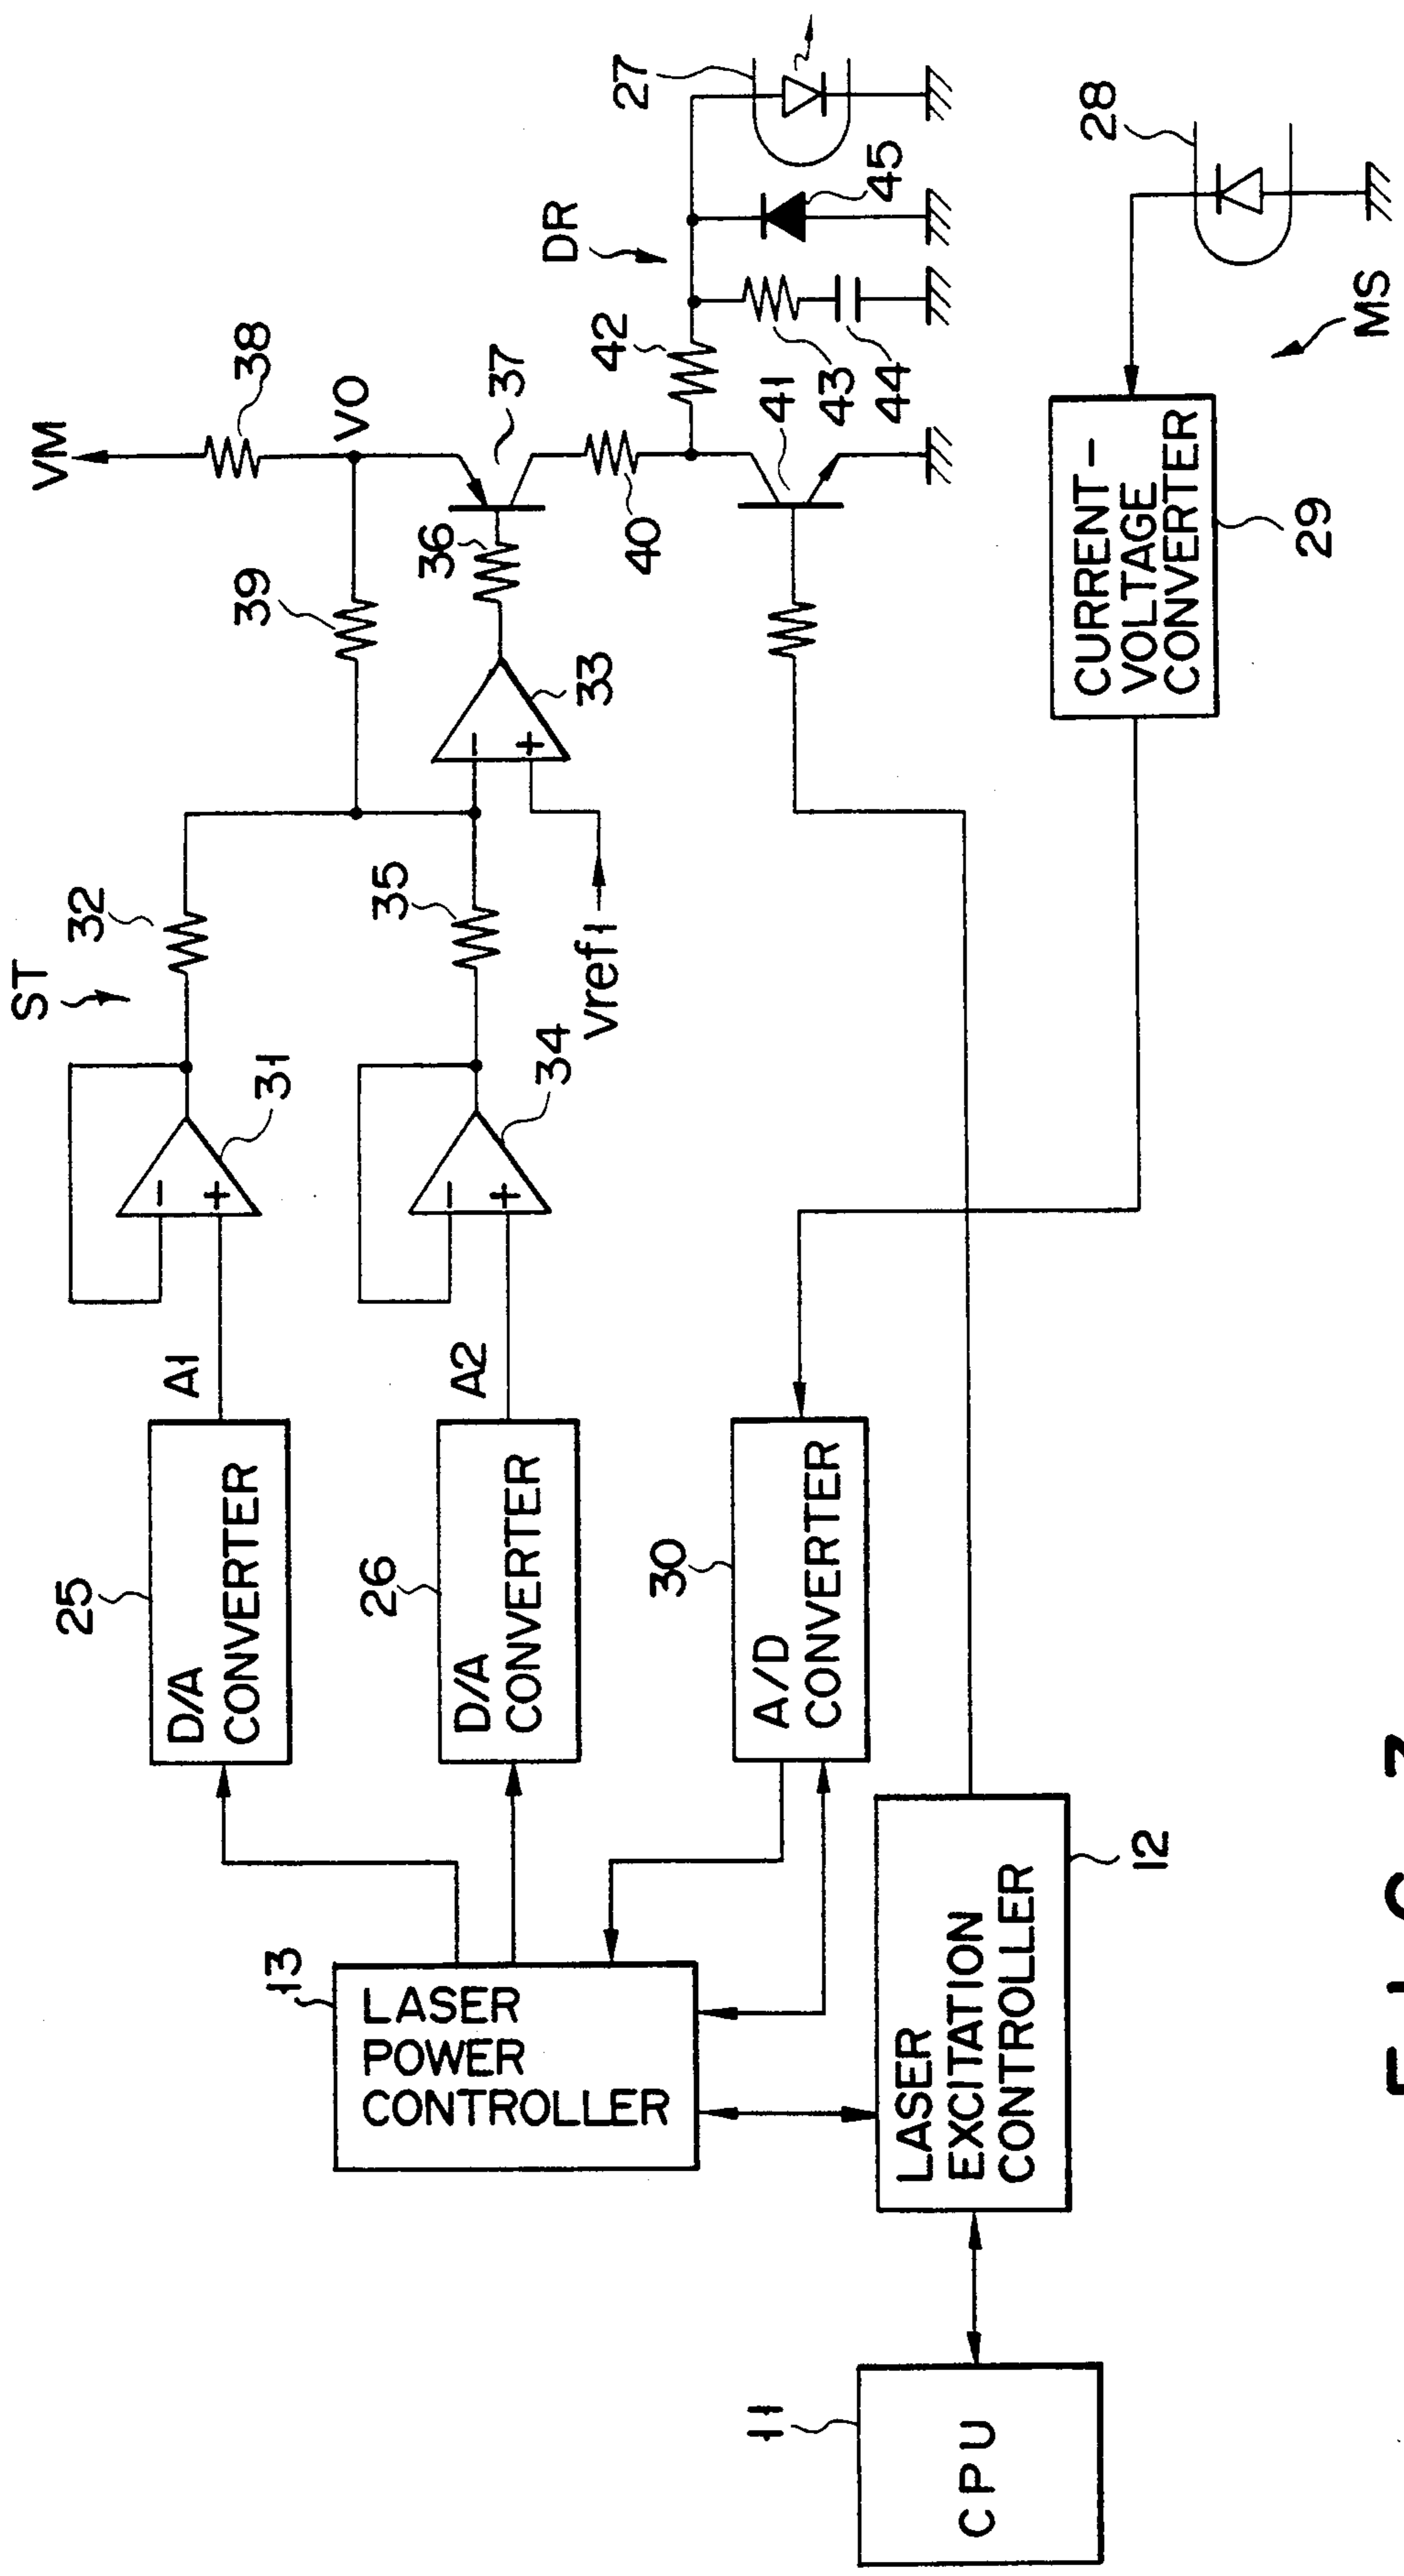 CPU
11
LASER
EXCITATION
CONTROLLER
12
LASER
POWER
CONTROLLER
13
D/A
CONVERTER
25
D/A
CONVERTER
26
A/D
CONVERTER
30
A1
A2
31
34
ST
32
35
Vref1
33
39
36
VM
38
VO
37
40
41
42
43
44
DR
45
27
28
MS
CURRENT-
VOLTAGE
CONVERTER
29